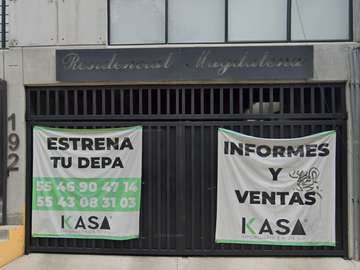 Residencial Magdalena
192
ESTRENA
TU DEPA
55 46 90 47 14
55 43 08 31 03
KASA
INFORMES
Y
VENTAS
KASA